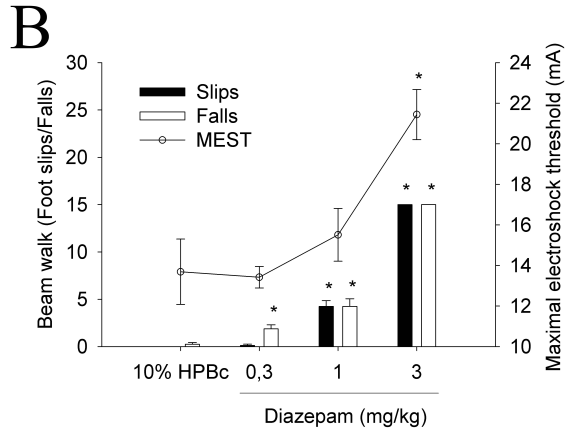 B
30
25
20
15
10
5
0
Beam walk (Foot slips/Falls)
Slips
Falls
MEST
*
* *
* *
*
24
22
20
18
16
14
12
10
Maximal electroshock threshold (mA)
10% HPBc 0,3 1 3
Diazepam (mg/kg)